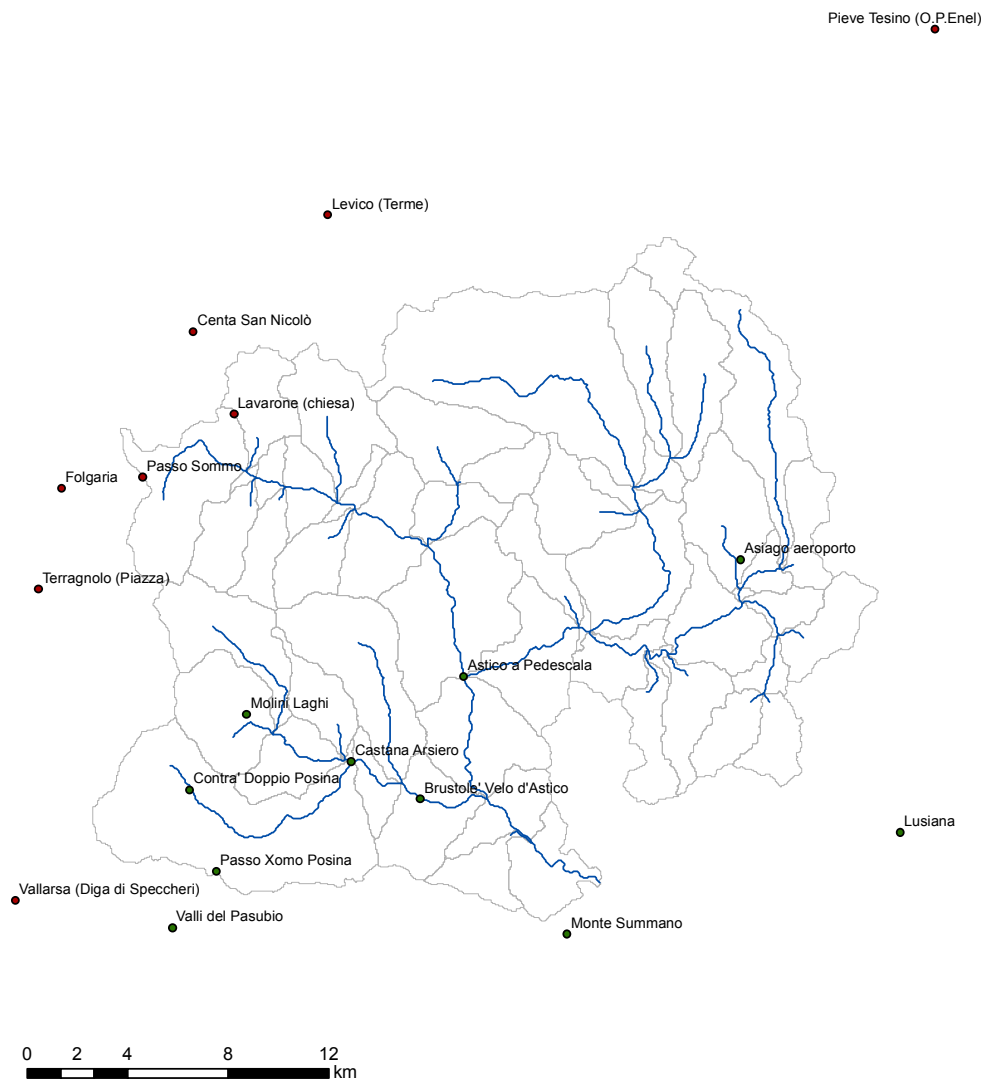 Pieve Tesino (O.P.Enel)
Levico (Terme)
Centa San Nicolò
Lavarone (chiesa)
Passo Sommo
Folgaria
Asiago aeroporto
Terragnolo (Piazza)
Astico a Pedescala
Molini Laghi
Castana Arsiero
Contra' Doppio Posina
Brustole' Velo d'Astico
Lusiana
Passo Xomo Posina
Vallarsa (Diga di Speccheri)
Valli del Pasubio
Monte Summano
0 2 4 8 12
km